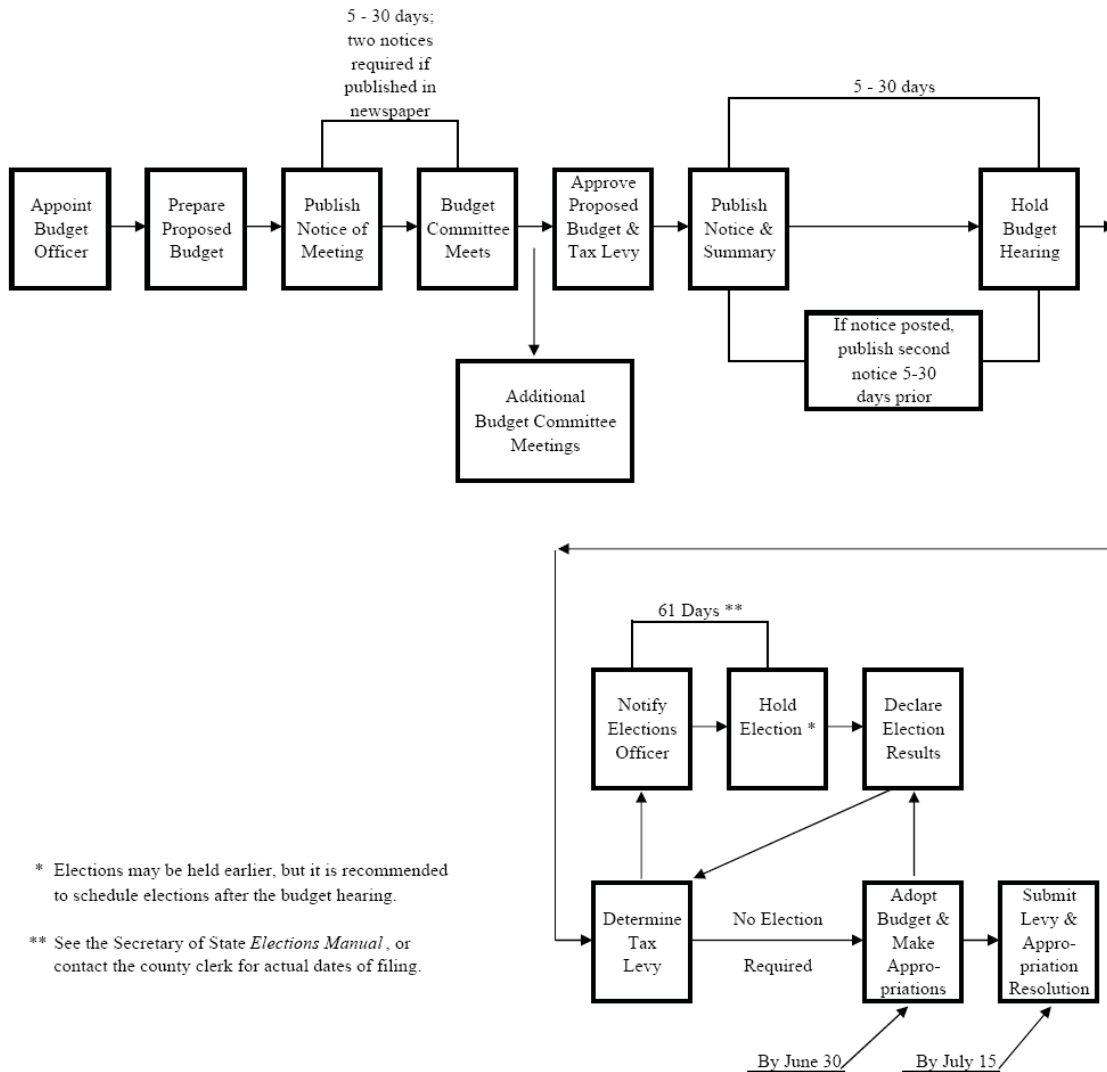 5 - 30 days;
two notices
required if
published in
newspaper
5 - 30 days
Appoint
Budget
Officer
Prepare
Proposed
Budget
Publish
Notice of
Meeting
Budget
Committee
Meets
Approve
Proposed
Budget &
Tax Levy
Publish
Notice &
Summary
Hold
Budget
Hearing
If notice posted,
publish second
notice 5-30
days prior
Additional
Budget Committee
Meetings
61 Days **
Notify
Elections
Officer
Hold
Election *
Declare
Election
Results
* Elections may be held earlier, but it is recommended
to schedule elections after the budget hearing.
** See the Secretary of State Elections Manual , or
contact the county clerk for actual dates of filing.
Determine
Tax
Levy
No Election
Required
Adopt
Budget &
Make
Appro-
priations
Submit
Levy &
Appro-
priation
Resolution
By June 30
By July 15